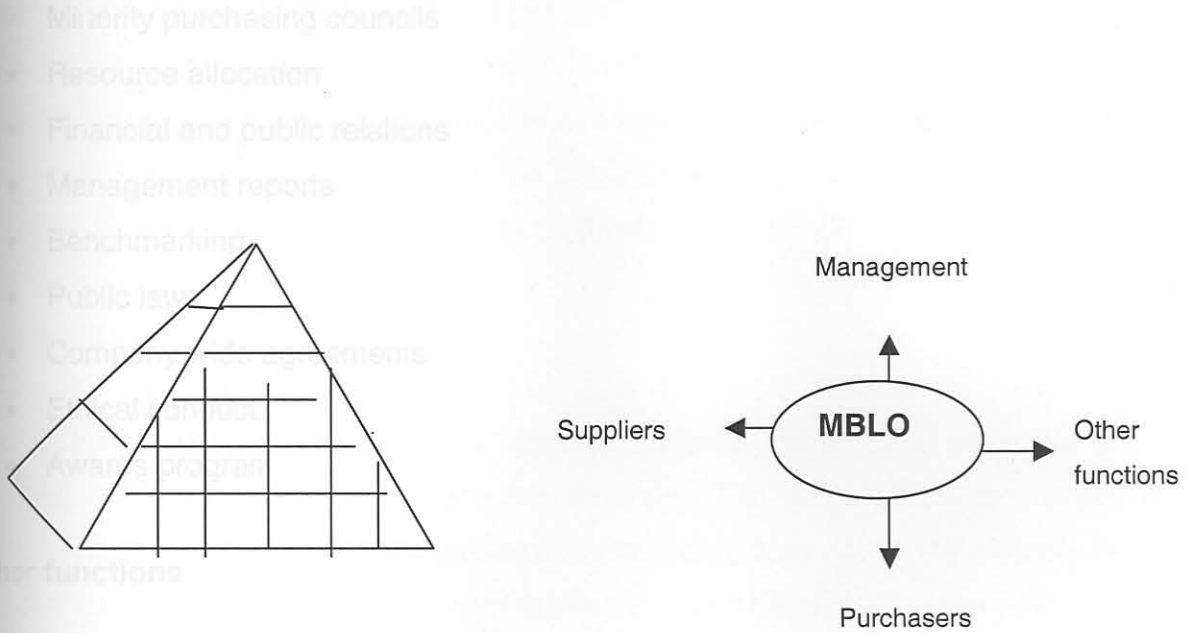 Minority purchasing councils
Resource allocation
Financial and public relations
Management reports
Benchmarking
Public laws
Company-wide agreements
Ethical conduct
Awards program
functions
Management
Suppliers
MBLO
Other
functions
Purchasers